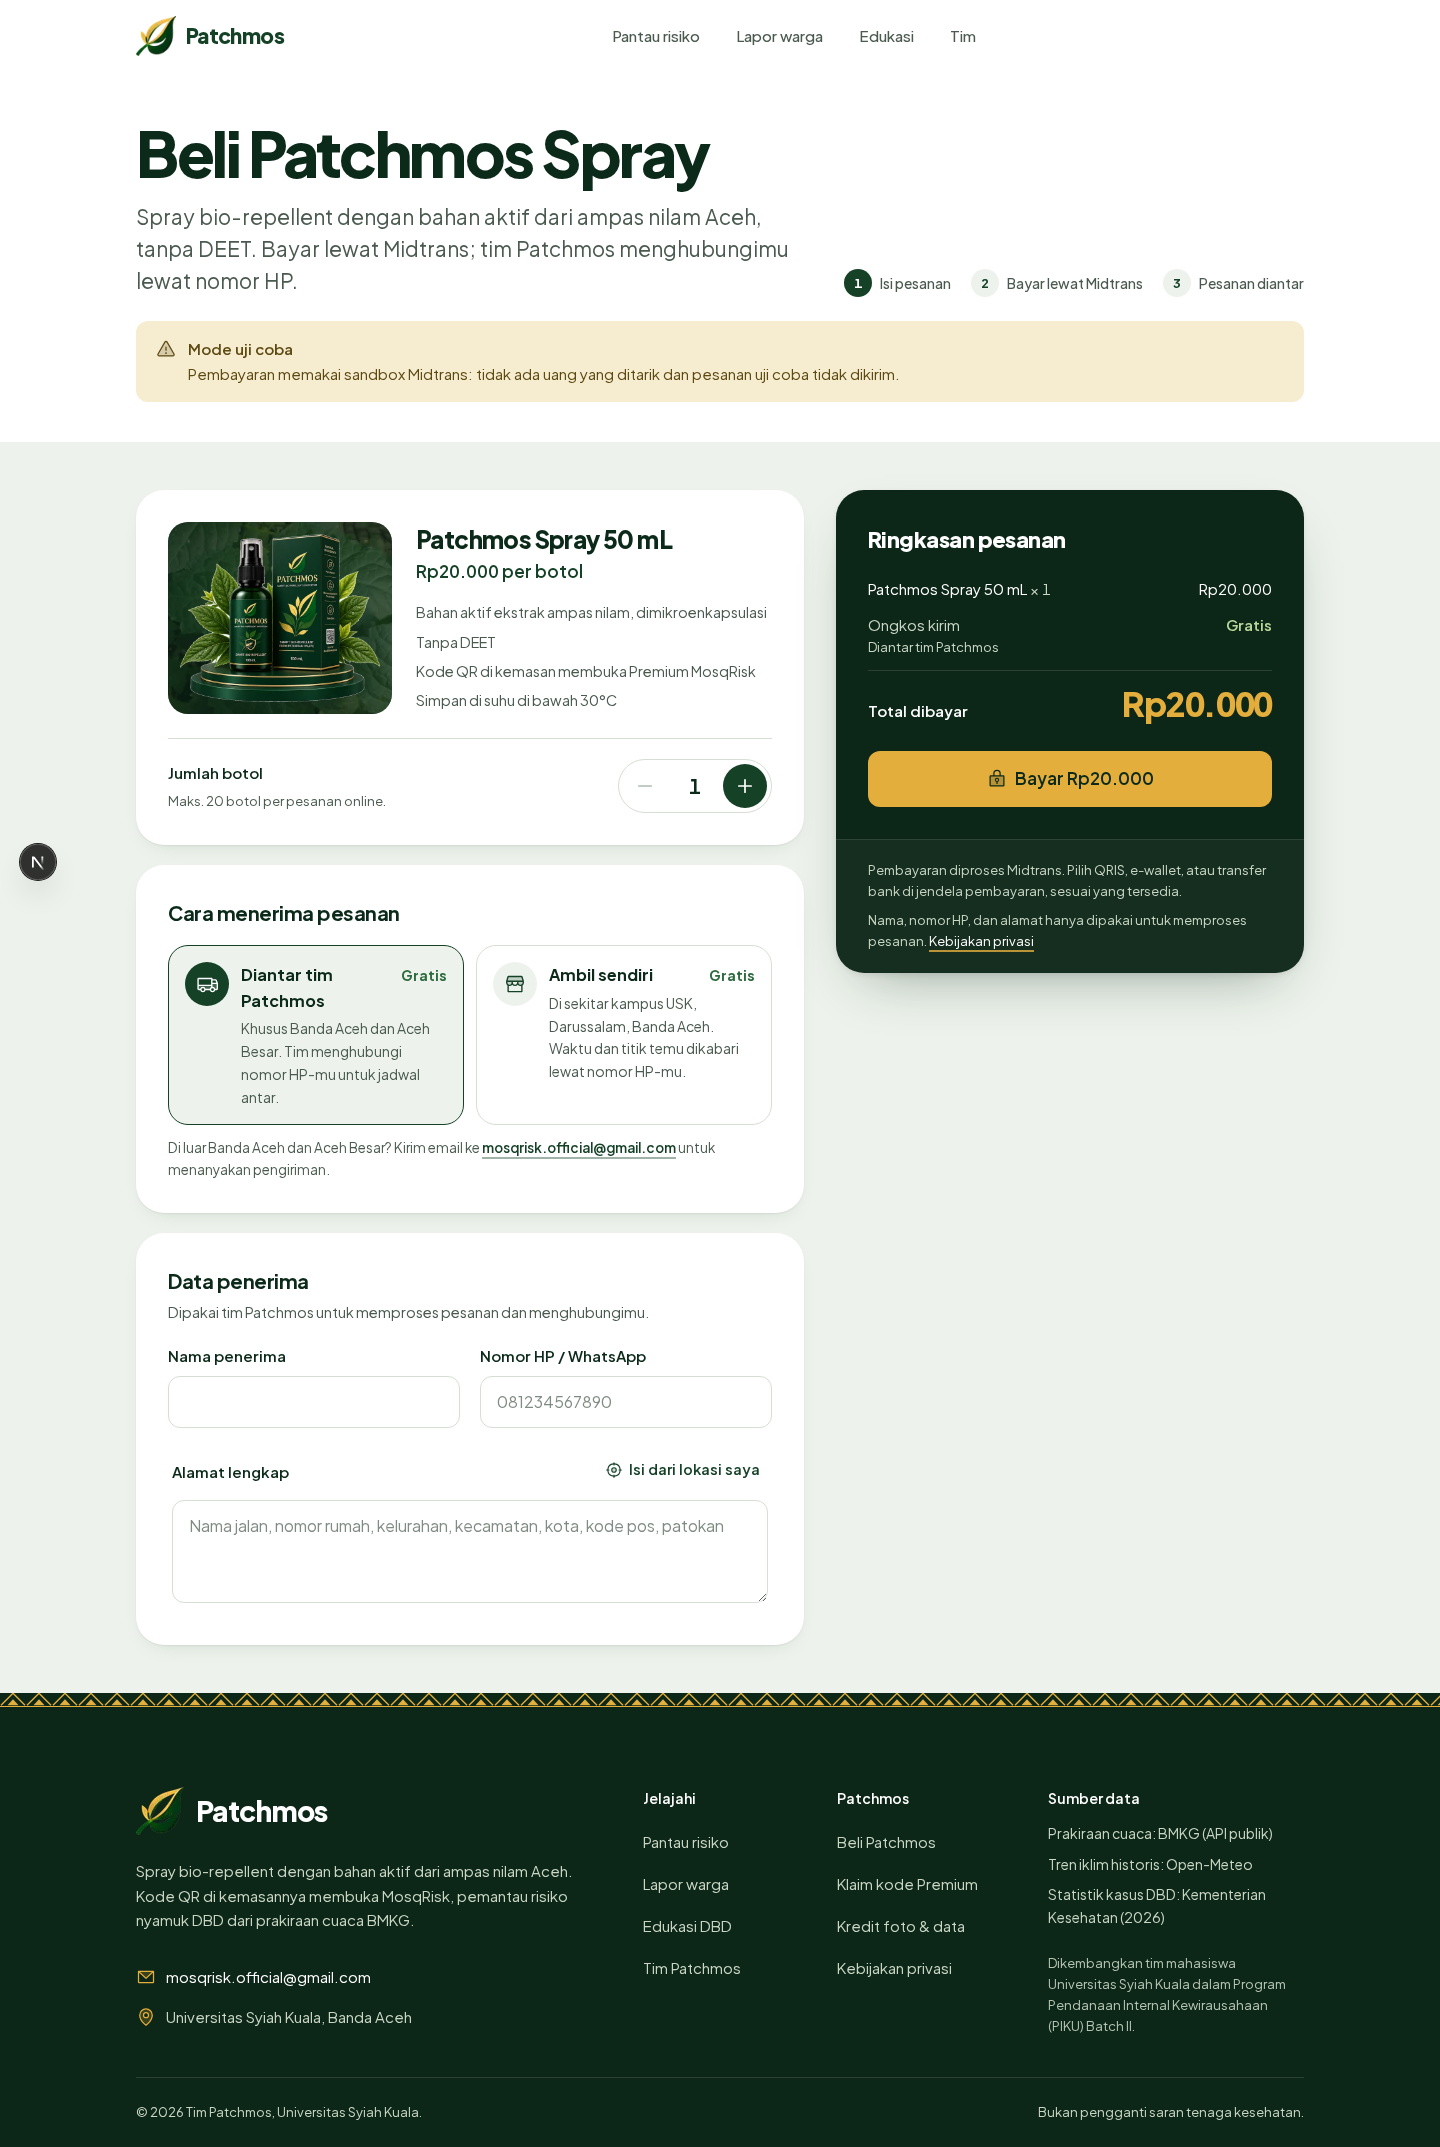 Patchmos
Pantau risiko
Lapor warga
Edukasi
Tim
Beli Patchmos Spray
Spray bio-repellent dengan bahan aktif dari ampas nilam Aceh,
tanpa DEET. Bayar lewat Midtrans; tim Patchmos menghubungimu
lewat nomor HP.
1 Isi pesanan
2 Bayar lewat Midtrans
3 Pesanan diantar
Mode uji coba
Pembayaran memakai sandbox Midtrans: tidak ada uang yang ditarik dan pesanan uji coba tidak dikirim.
PATCHMOS
PATCHMOS
Patchmos Spray 50 mL
Rp20.000 per botol
Bahan aktif ekstrak ampas nilam, dimikroenkapsulasi
Tanpa DEET
Kode QR di kemasan membuka Premium MosqRisk
Simpan di suhu di bawah 30°C
Jumlah botol
Maks. 20 botol per pesanan online.
1
Ringkasan pesanan
Patchmos Spray 50 mL × 1
Rp20.000
Ongkos kirim
Gratis
Diantar tim Patchmos
Total dibayar
Rp20.000
Bayar Rp20.000
Pembayaran diproses Midtrans. Pilih QRIS, e-wallet, atau transfer
bank di jendela pembayaran, sesuai yang tersedia.
Nama, nomor HP, dan alamat hanya dipakai untuk memproses
pesanan. Kebijakan privasi
N
Cara menerima pesanan
Diantar tim
Patchmos
Gratis
Khusus Banda Aceh dan Aceh
Besar. Tim menghubungi
nomor HP-mu untuk jadwal
antar.
Ambil sendiri
Gratis
Di sekitar kampus USK,
Darussalam, Banda Aceh.
Waktu dan titik temu dikabari
lewat nomor HP-mu.
Di luar Banda Aceh dan Aceh Besar? Kirim email ke mosqrisk.official@gmail.com untuk
menanyakan pengiriman.
Data penerima
Dipakai tim Patchmos untuk memproses pesanan dan menghubungimu.
Nama penerima
Nomor HP / WhatsApp
081234567890
Alamat lengkap
Isi dari lokasi saya
Nama jalan, nomor rumah, kelurahan, kecamatan, kota, kode pos, patokan
Patchmos
Spray bio-repellent dengan bahan aktif dari ampas nilam Aceh.
Kode QR di kemasannya membuka MosqRisk, pemantau risiko
nyamuk DBD dari prakiraan cuaca BMKG.
mosqrisk.official@gmail.com
Universitas Syiah Kuala, Banda Aceh
Jelajahi
Pantau risiko
Lapor warga
Edukasi DBD
Tim Patchmos
Patchmos
Beli Patchmos
Klaim kode Premium
Kredit foto & data
Kebijakan privasi
Sumber data
Prakiraan cuaca: BMKG (API publik)
Tren iklim historis: Open-Meteo
Statistik kasus DBD: Kementerian
Kesehatan (2026)
Dikembangkan tim mahasiswa
Universitas Syiah Kuala dalam Program
Pendanaan Internal Kewirausahaan
(PIKU) Batch II.
© 2026 Tim Patchmos, Universitas Syiah Kuala.
Bukan pengganti saran tenaga kesehatan.